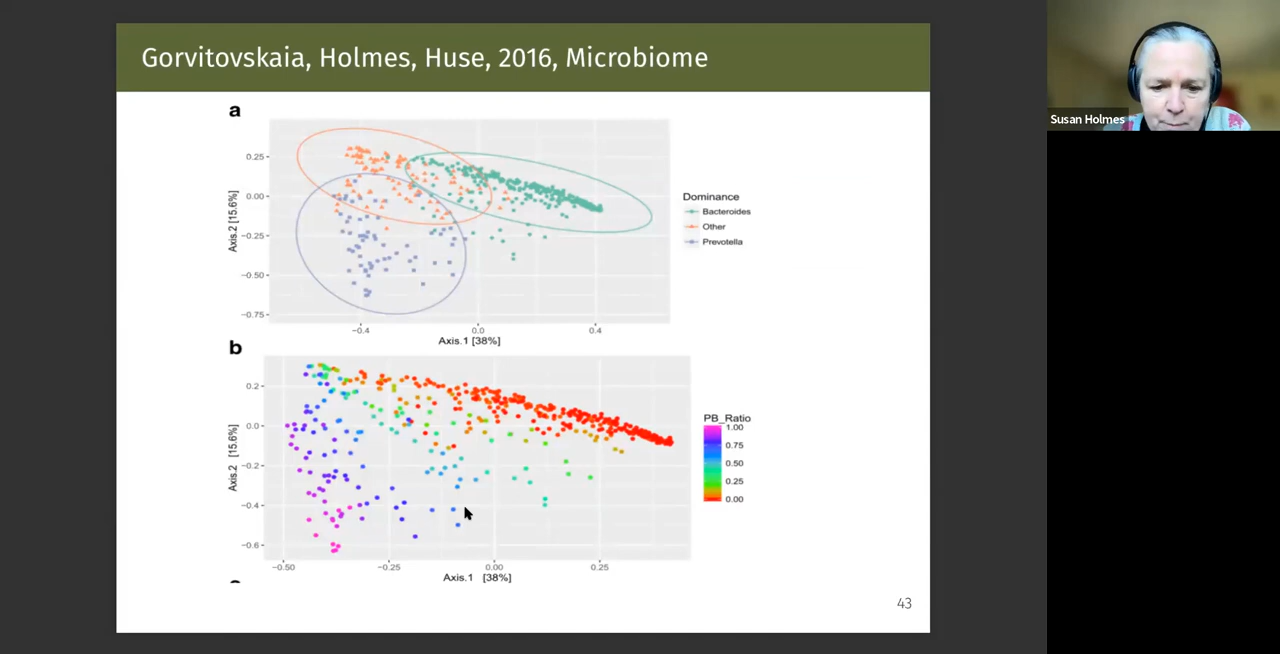 Gorvitovskaia, Holmes, Huse, 2016, Microbiome
Susan Holmes
a
0.25
0.00
−0.25
−0.50
−0.75
Axis.2 [15.6%]
−0.4
0.0
0.4
Axis.1 [38%]
Dominance
Bacteroides
Other
Prevotella
b
0.2
0.0
−0.2
−0.4
−0.6
Axis.2 [15.6%]
−0.50
−0.25
0.00
0.25
Axis.1 [38%]
PB_Ratio
1.00
0.75
0.50
0.25
0.00
43